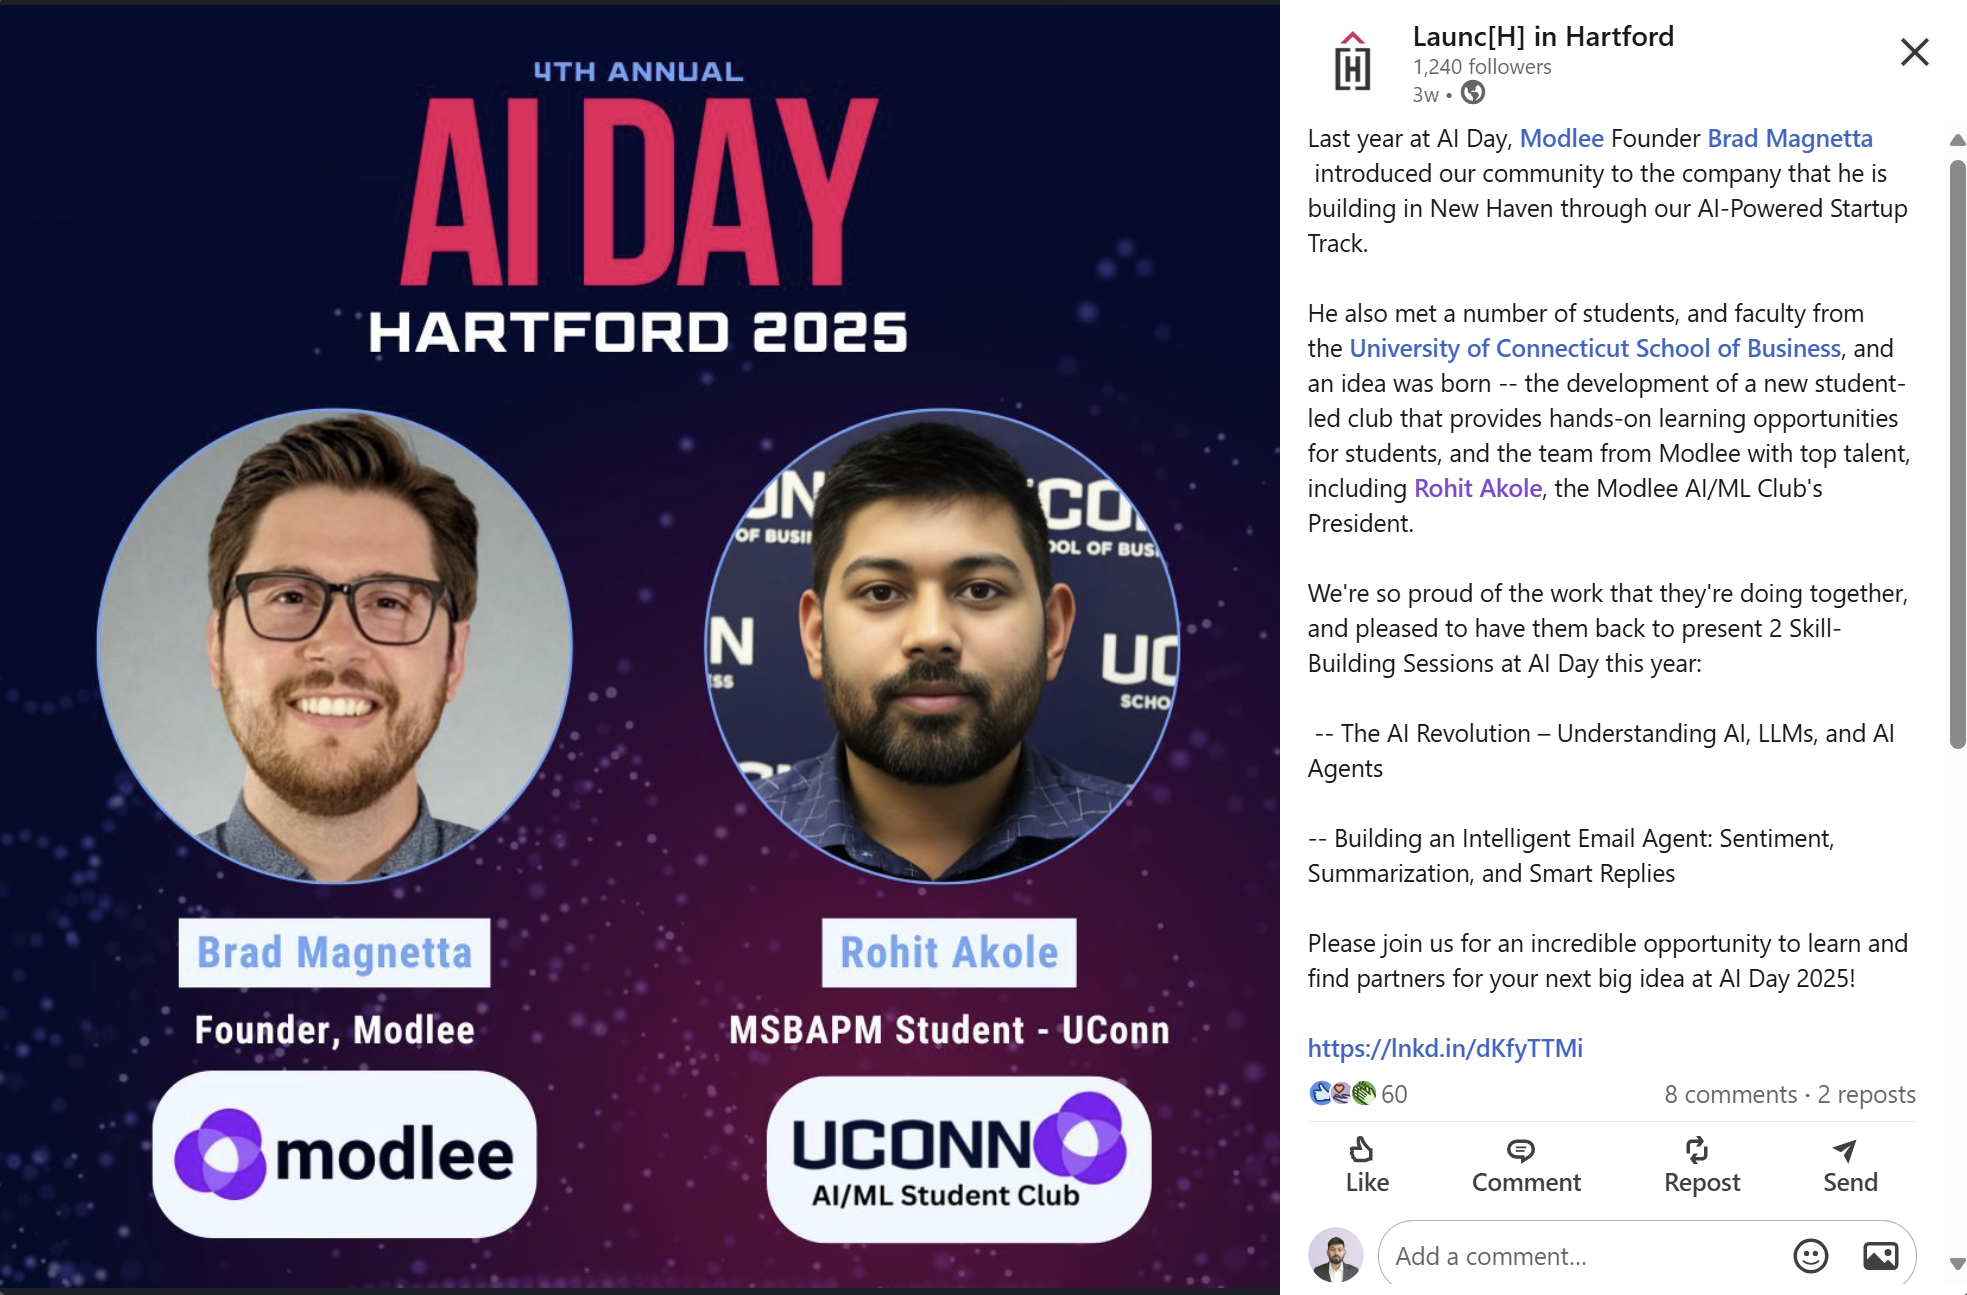 4TH ANNUAL
AI DAY
HARTFORD 2025
UCON
OF BUSI
OOL OF BUSI
N
SS
UC
SCHO
Brad Magnetta
Rohit Akole
Founder, Modlee
MSBAPM Student - UConn
modlee
UCONN
AI/ML Student Club
Launc[H] in Hartford
[H]
1,240 followers
3w •
Last year at AI Day, Modlee Founder Brad Magnetta
introduced our community to the company that he is
building in New Haven through our AI-Powered Startup
Track.
He also met a number of students, and faculty from
the University of Connecticut School of Business, and
an idea was born -- the development of a new student-
led club that provides hands-on learning opportunities
for students, and the team from Modlee with top talent,
including Rohit Akole, the Modlee AI/ML Club's
President.
We're so proud of the work that they're doing together,
and pleased to have them back to present 2 Skill-
Building Sessions at AI Day this year:
-- The AI Revolution – Understanding AI, LLMs, and AI
Agents
-- Building an Intelligent Email Agent: Sentiment,
Summarization, and Smart Replies
Please join us for an incredible opportunity to learn and
find partners for your next big idea at AI Day 2025!
https://lnkd.in/dKfyTTMi
60
8 comments · 2 reposts
Like
Comment
Repost
Send
Add a comment...